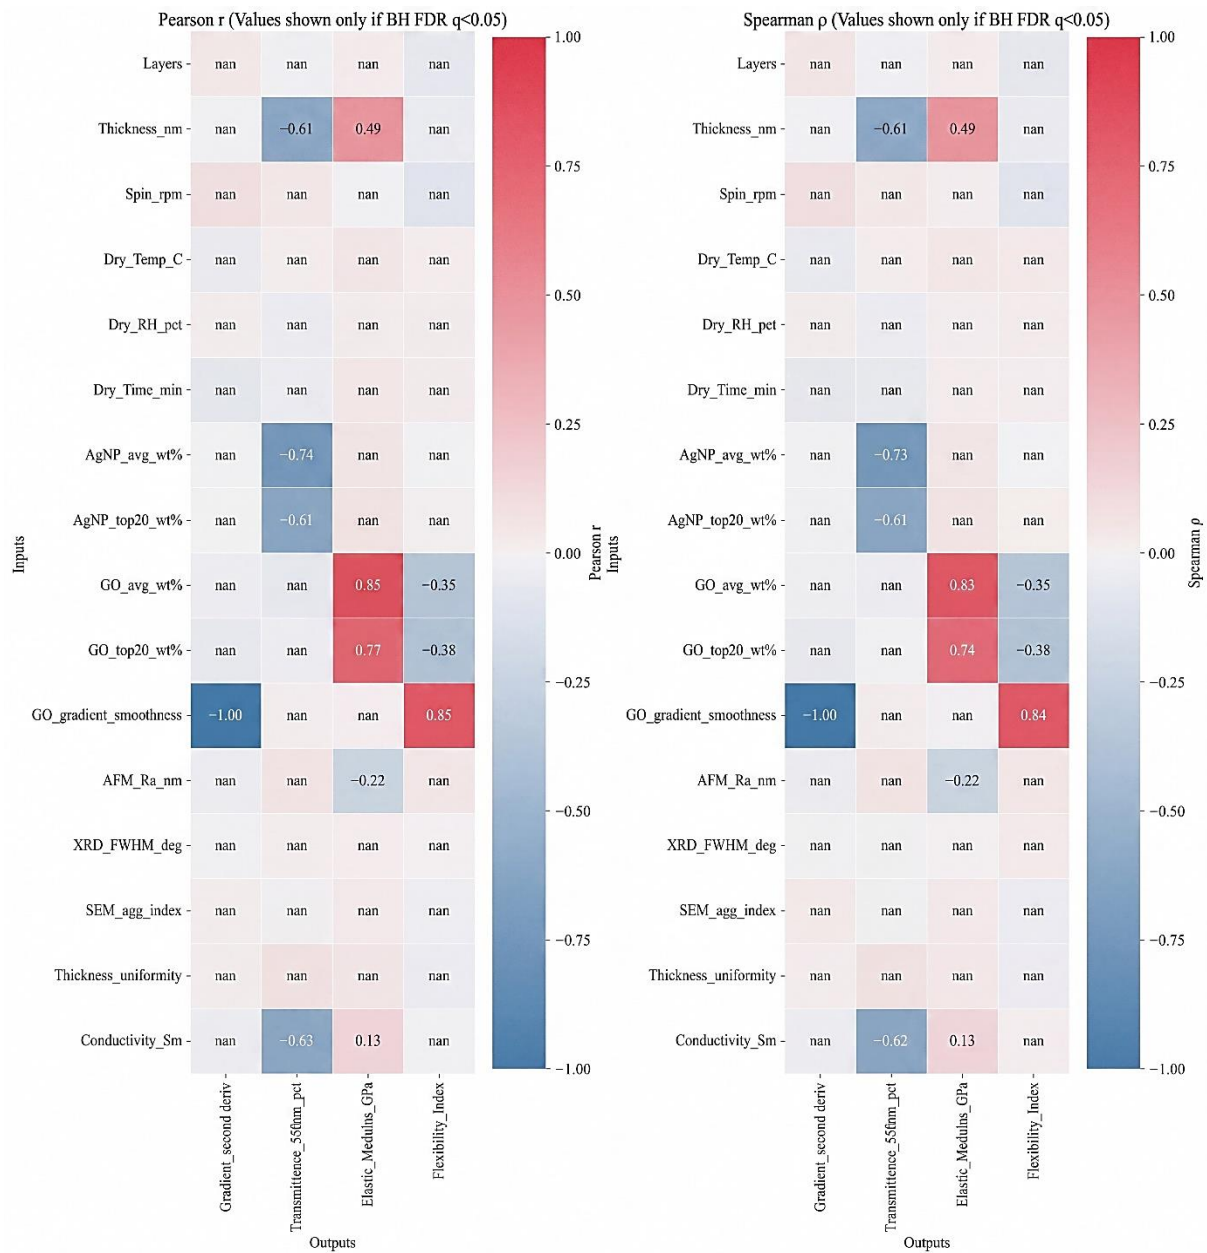 Pearson r (Values shown only if BH FDR q<0.05)
Inputs
Layers nan nan nan nan
Thickness_nm nan −0.61 0.49 nan
Spin_rpm nan nan nan nan
Dry_Temp_C nan nan nan nan
Dry_RH_pet nan nan nan nan
Dry_Time_min nan nan nan nan
AgNP_avg_wt% nan −0.74 nan nan
AgNP_top20_wt% nan −0.61 nan nan
GO_avg_wt% nan nan 0.85 −0.35
GO_top20_wt% nan nan 0.77 −0.38
GO_gradient_smoothness −1.00 nan nan 0.85
AFM_Ra_nm nan nan −0.22 nan
XRD_FWHM_deg nan nan nan nan
SEM_agg_index nan nan nan nan
Thickness_uniformity nan nan nan nan
Conductivity_Sm nan −0.63 0.13 nan
Gradient_second deriv
Transmittence_550nm_pct
Elastic_Medulns_GPa
Flexibility_Index
Outputs
1.00
0.75
0.50
0.25
0.00
−0.25
−0.50
−0.75
−1.00
Pearson r
Spearman ρ (Values shown only if BH FDR q<0.05)
Inputs
Layers nan nan nan nan
Thickness_nm nan −0.61 0.49 nan
Spin_rpm nan nan nan nan
Dry_Temp_C nan nan nan nan
Dry_RH_pet nan nan nan nan
Dry_Time_min nan nan nan nan
AgNP_avg_wt% nan −0.73 nan nan
AgNP_top20_wt% nan −0.61 nan nan
GO_avg_wt% nan nan 0.83 −0.35
GO_top20_wt% nan nan 0.74 −0.38
GO_gradient_smoothness −1.00 nan nan 0.84
AFM_Ra_nm nan nan −0.22 nan
XRD_FWHM_deg nan nan nan nan
SEM_agg_index nan nan nan nan
Thickness_uniformity nan nan nan nan
Conductivity_Sm nan −0.62 0.13 nan
Gradient_second deriv
Transmittence_550nm_pct
Elastic_Medulns_GPa
Flexibility_Index
Outputs
1.00
0.75
0.50
0.25
0.00
−0.25
−0.50
−0.75
−1.00
Spearman ρ